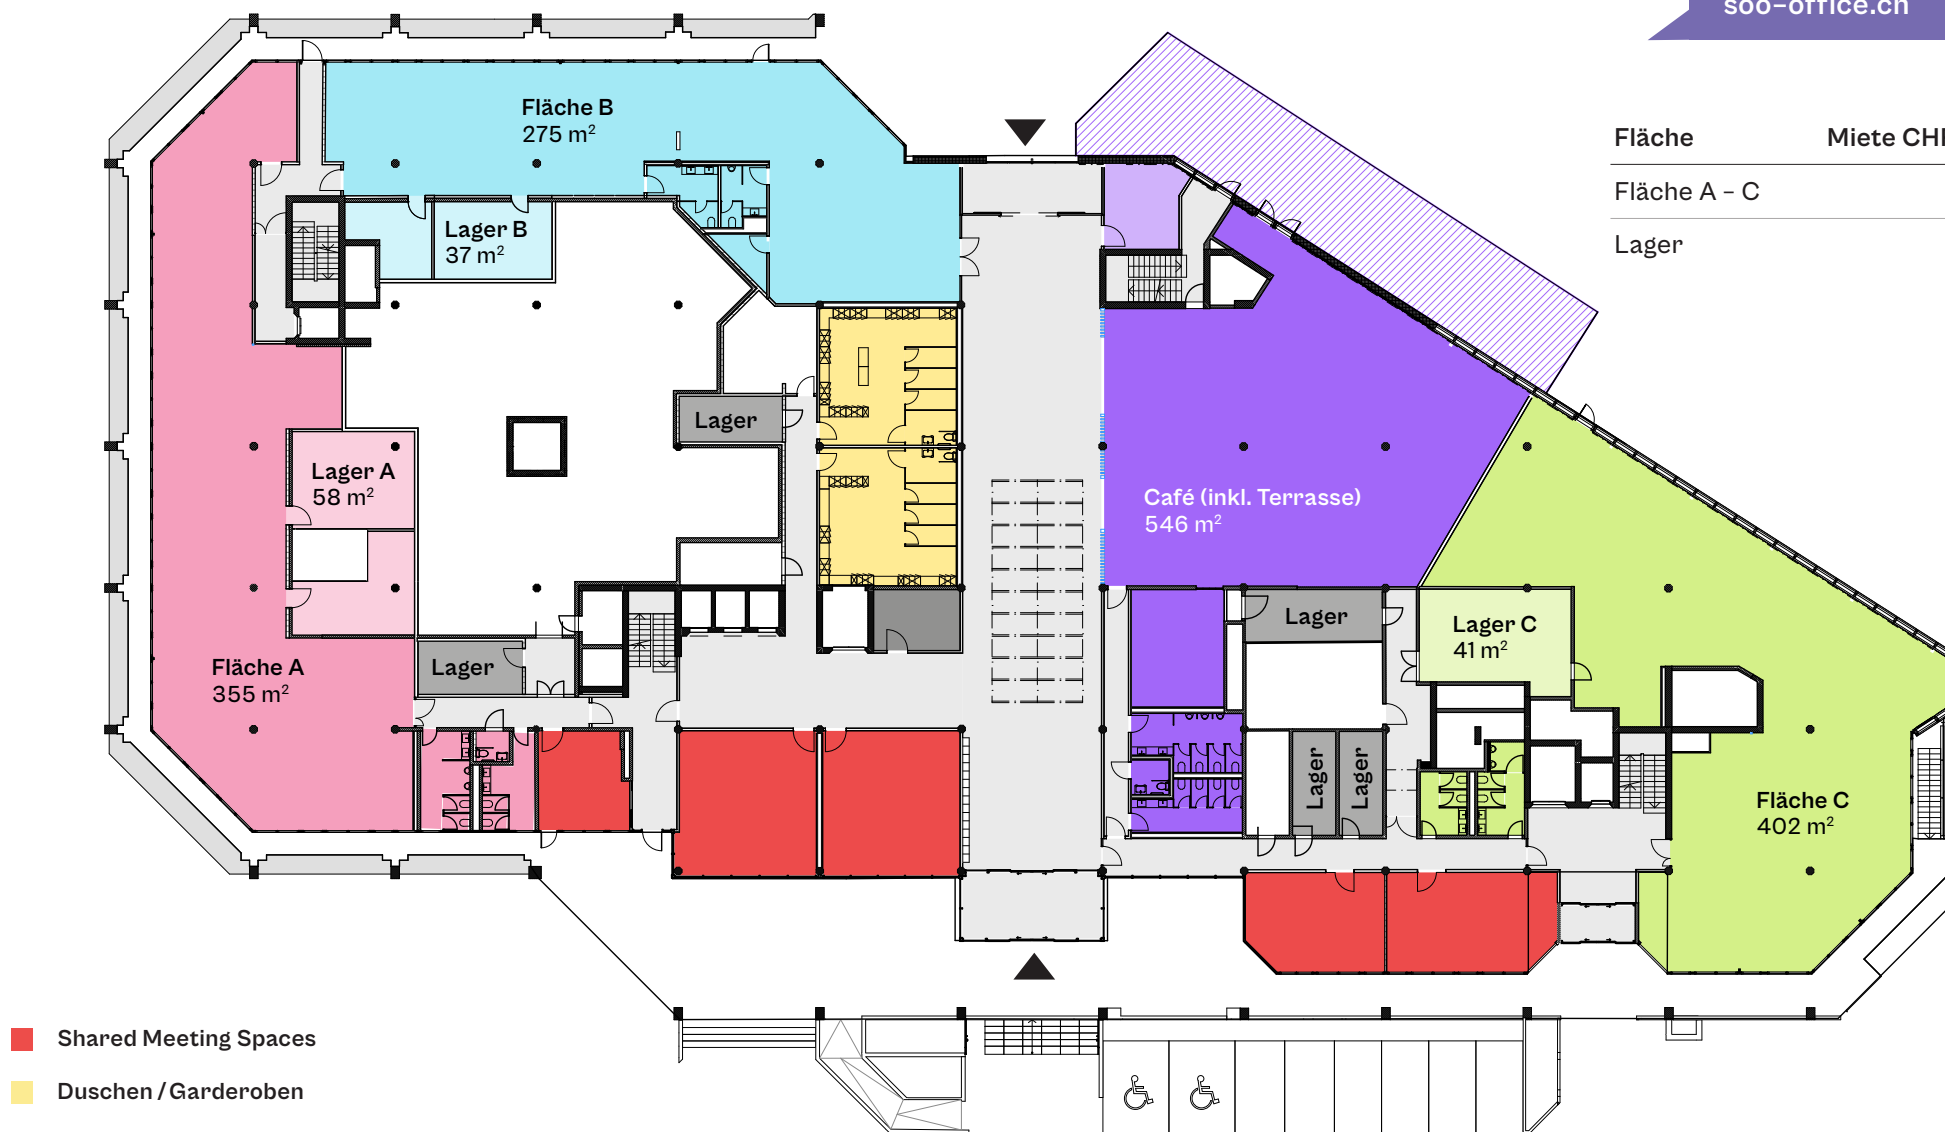 soo-office.ch
Fläche Miete CHF
Fläche A – C
Lager
Fläche B
275 m²
Lager B
37 m²
Lager
Lager A
58 m²
Café (inkl. Terrasse)
546 m²
Lager
Lager C
41 m²
Fläche A
355 m²
Lager
Lager
Lager
Fläche C
402 m²
Shared Meeting Spaces
Duschen / Garderoben